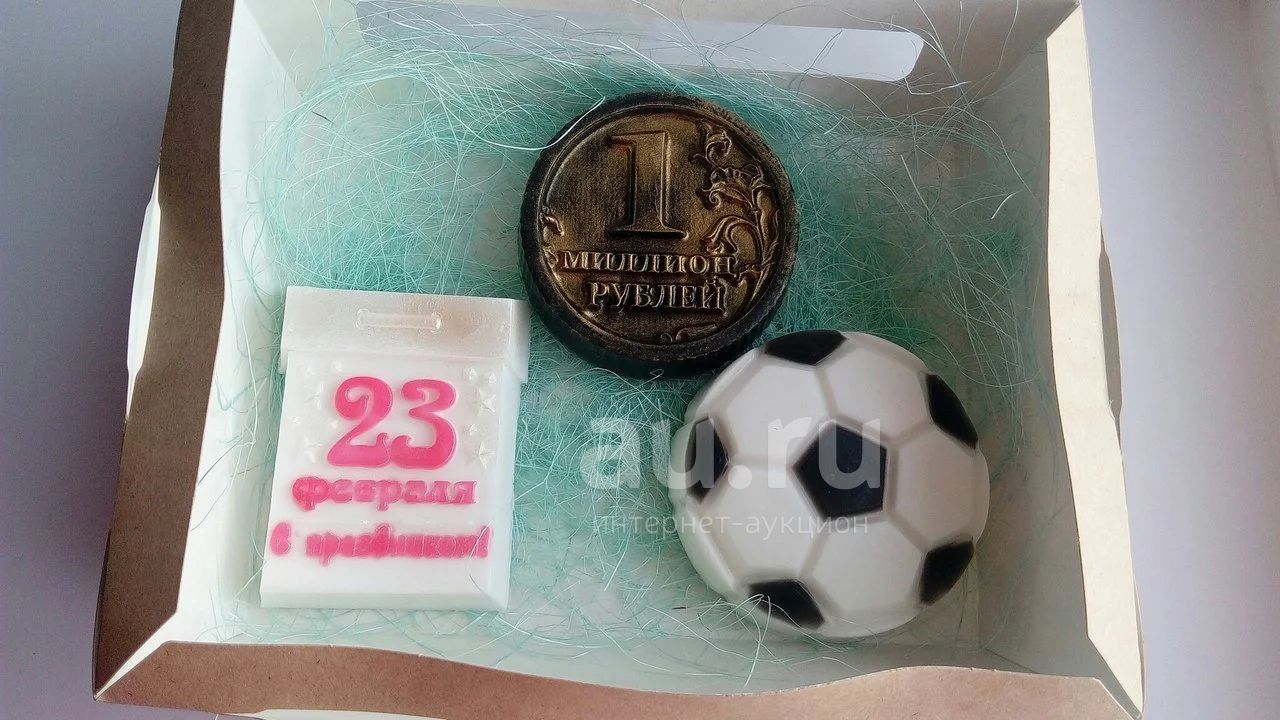 1
МИЛЛИОН
РУБЛЕЙ
23
февраля
С праздником!
au.ru
интернет-аукцион